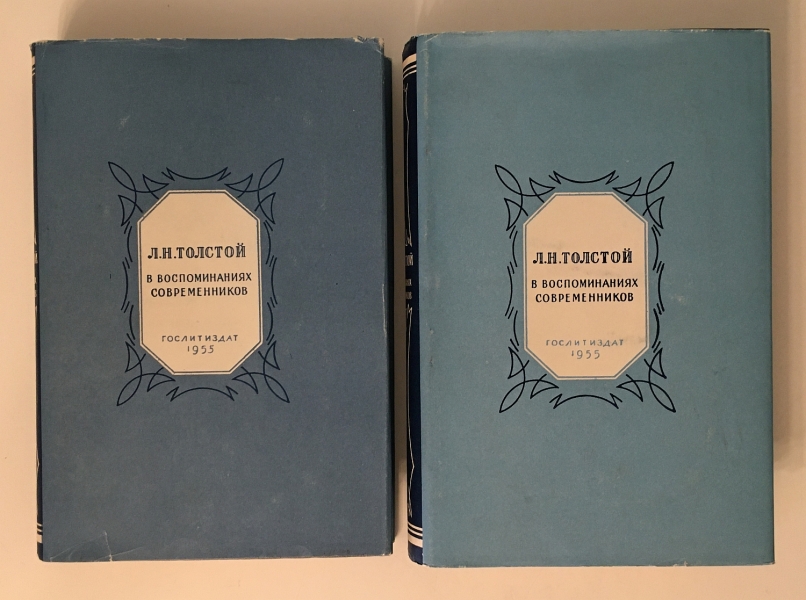 Л.Н.ТОЛСТОЙ
В ВОСПОМИНАНИЯХ
СОВРЕМЕННИКОВ
ГОСЛИТИЗДАТ
1955
Л.Н.ТОЛСТОЙ
В ВОСПОМИНАНИЯХ
СОВРЕМЕННИКОВ
ГОСЛИТИЗДАТ
1955